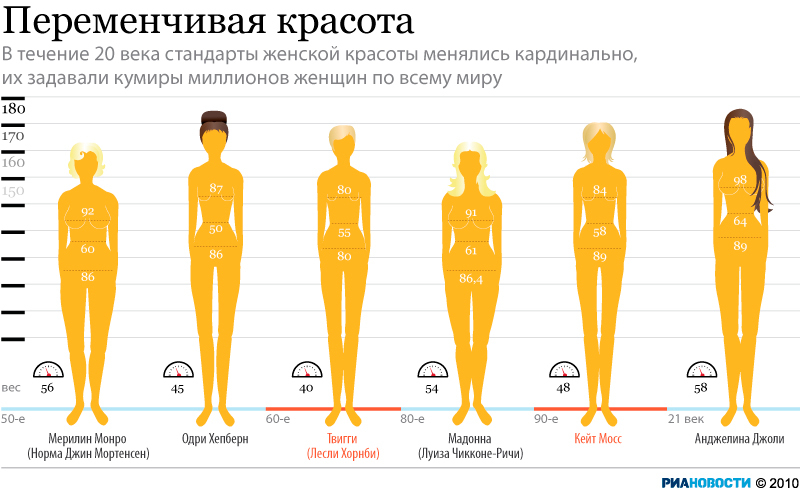 Переменчивая красота
В течение 20 века стандарты женской красоты менялись кардинально,
их задавали кумиры миллионов женщин по всему миру
180
170
160
150
92
60
86
87
50
86
80
55
80
91
61
86,4
84
58
89
98
64
89
вес
56
45
40
54
48
58
50-е
60-е
80-е
90-е
21 век
Мерилин Монро
(Норма Джин Мортенсен)
Одри Хепберн
Твигги
(Лесли Хорнби)
Мадонна
(Луиза Чикконе-Ричи)
Кейт Мосс
Анджелина Джоли
РИАНОВОСТИ © 2010